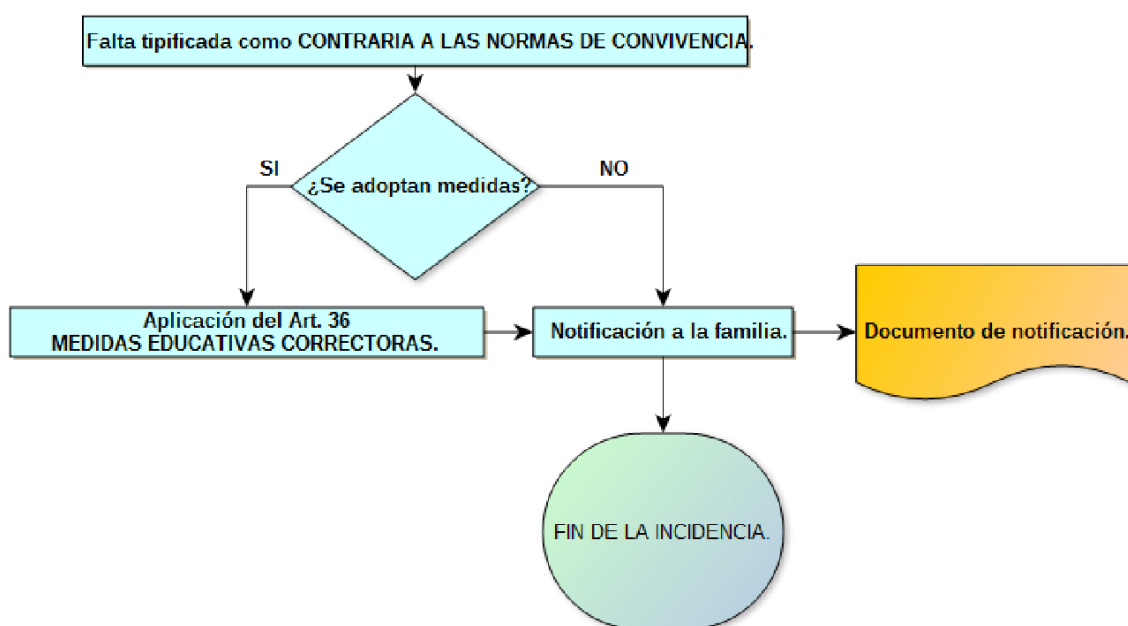 Falta tipificada como CONTRARIA A LAS NORMAS DE CONVIVENCIA.
SI
NO
¿Se adoptan medidas?
Aplicación del Art. 36
MEDIDAS EDUCATIVAS CORRECTORAS.
Notificación a la familia.
Documento de notificación.
FIN DE LA INCIDENCIA.